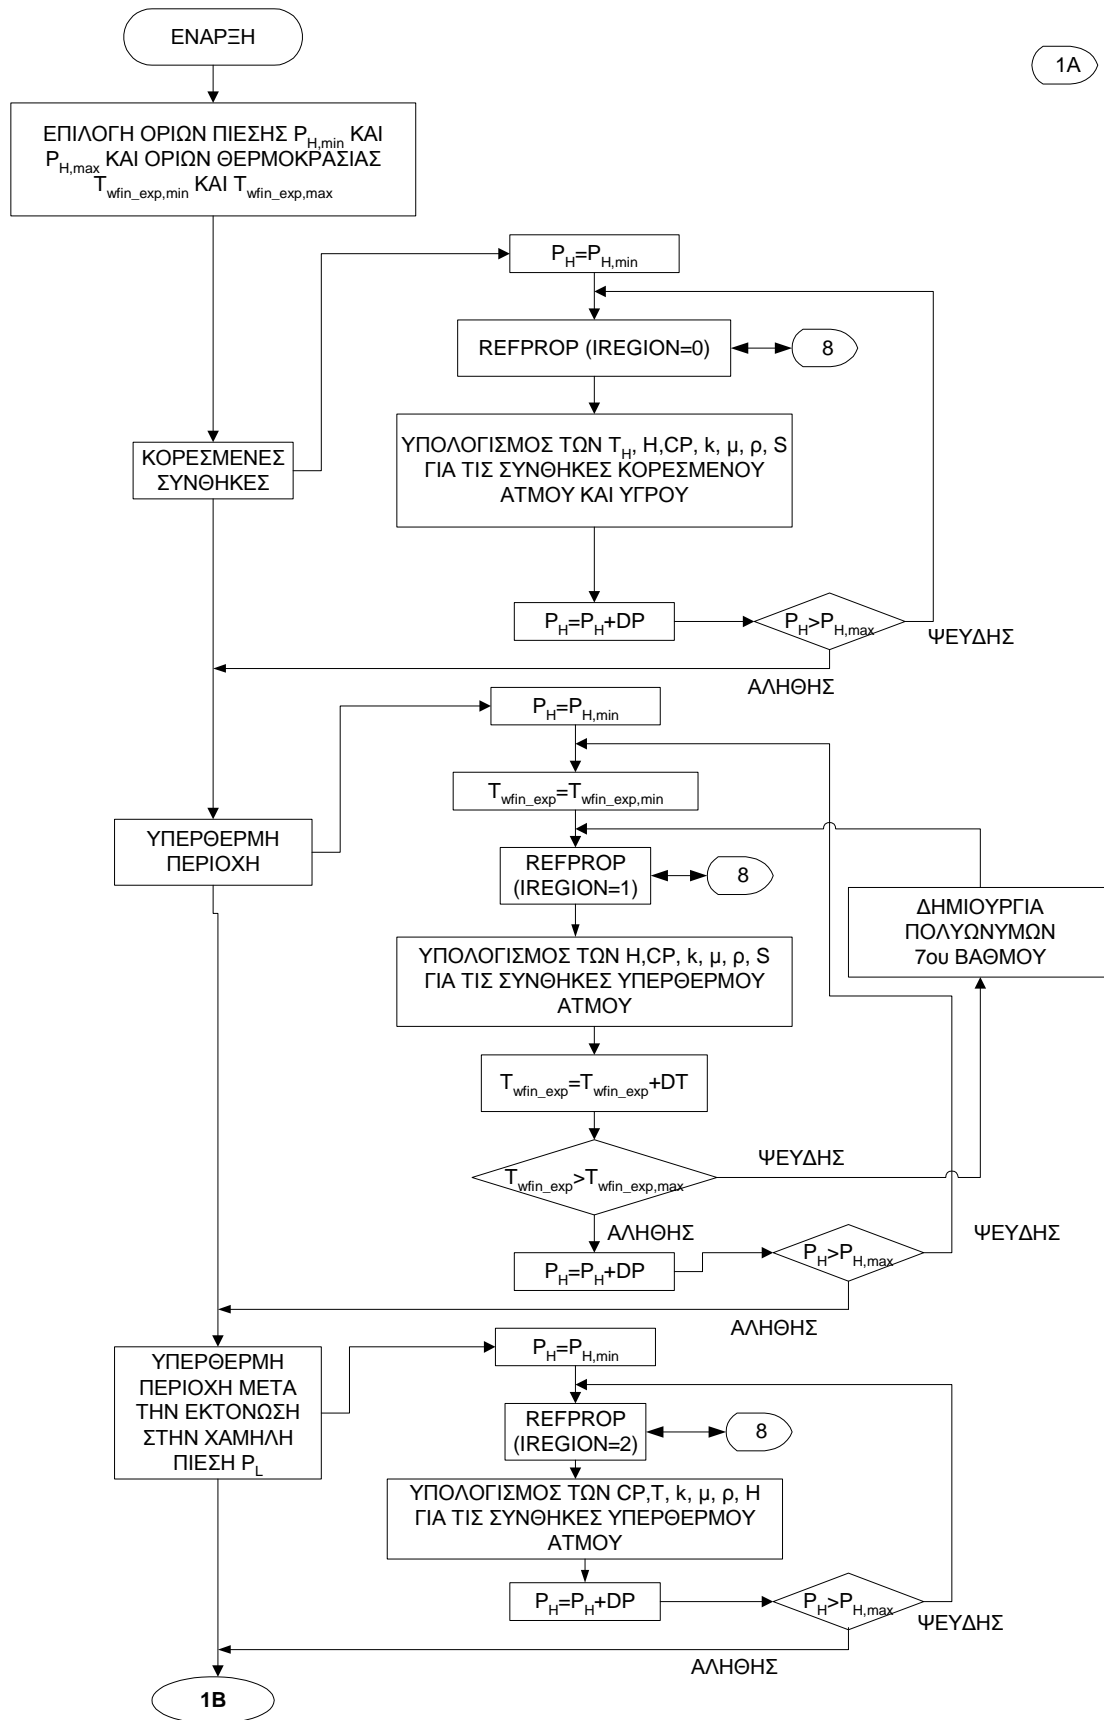 ΕΝΑΡΞΗ
1A
ΕΠΙΛΟΓΗ ΟΡΙΩΝ ΠΙΕΣΗΣ P_H,min ΚΑΙ
P_H,max ΚΑΙ ΟΡΙΩΝ ΘΕΡΜΟΚΡΑΣΙΑΣ
T_wfin_exp,min ΚΑΙ T_wfin_exp,max
P_H=P_H,min
REFPROP (IREGION=0)
8
ΚΟΡΕΣΜΕΝΕΣ
ΣΥΝΘΗΚΕΣ
ΥΠΟΛΟΓΙΣΜΟΣ ΤΩΝ T_H, H,CP, k, μ, ρ, S
ΓΙΑ ΤΙΣ ΣΥΝΘΗΚΕΣ ΚΟΡΕΣΜΕΝΟΥ
ΑΤΜΟΥ ΚΑΙ ΥΓΡΟΥ
P_H=P_H+DP
P_H>P_H,max
ΨΕΥΔΗΣ
ΑΛΗΘΗΣ
P_H=P_H,min
T_wfin_exp=T_wfin_exp,min
ΥΠΕΡΘΕΡΜΗ
ΠΕΡΙΟΧΗ
REFPROP
(IREGION=1)
8
ΔΗΜΙΟΥΡΓΙΑ
ΠΟΛΥΩΝΥΜΩΝ
7ου ΒΑΘΜΟΥ
ΥΠΟΛΟΓΙΣΜΟΣ ΤΩΝ H,CP, k, μ, ρ, S
ΓΙΑ ΤΙΣ ΣΥΝΘΗΚΕΣ ΥΠΕΡΘΕΡΜΟΥ
ΑΤΜΟΥ
T_wfin_exp=T_wfin_exp+DT
T_wfin_exp>T_wfin_exp,max
ΨΕΥΔΗΣ
ΑΛΗΘΗΣ
P_H=P_H+DP
P_H>P_H,max
ΨΕΥΔΗΣ
ΑΛΗΘΗΣ
ΥΠΕΡΘΕΡΜΗ
ΠΕΡΙΟΧΗ ΜΕΤΑ
ΤΗΝ ΕΚΤΟΝΩΣΗ
ΣΤΗΝ ΧΑΜΗΛΗ
ΠΙΕΣΗ P_L
P_H=P_H,min
REFPROP
(IREGION=2)
8
ΥΠΟΛΟΓΙΣΜΟΣ ΤΩΝ CP,T, k, μ, ρ, H
ΓΙΑ ΤΙΣ ΣΥΝΘΗΚΕΣ ΥΠΕΡΘΕΡΜΟΥ
ΑΤΜΟΥ
P_H=P_H+DP
P_H>P_H,max
ΨΕΥΔΗΣ
ΑΛΗΘΗΣ
1B